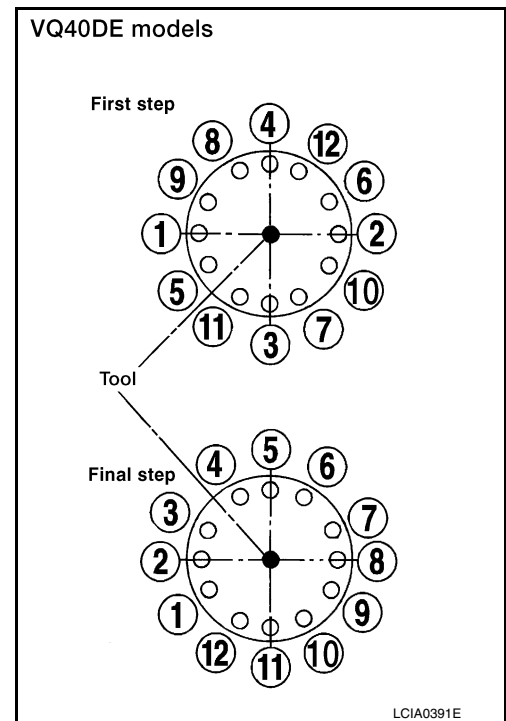 VQ40DE models
First step
4
8 12
9 6
1 2
5 10
11 7
3
Tool
Final step
5
4 6
3 7
2 8
1 9
12 10
11
LCIA0391E